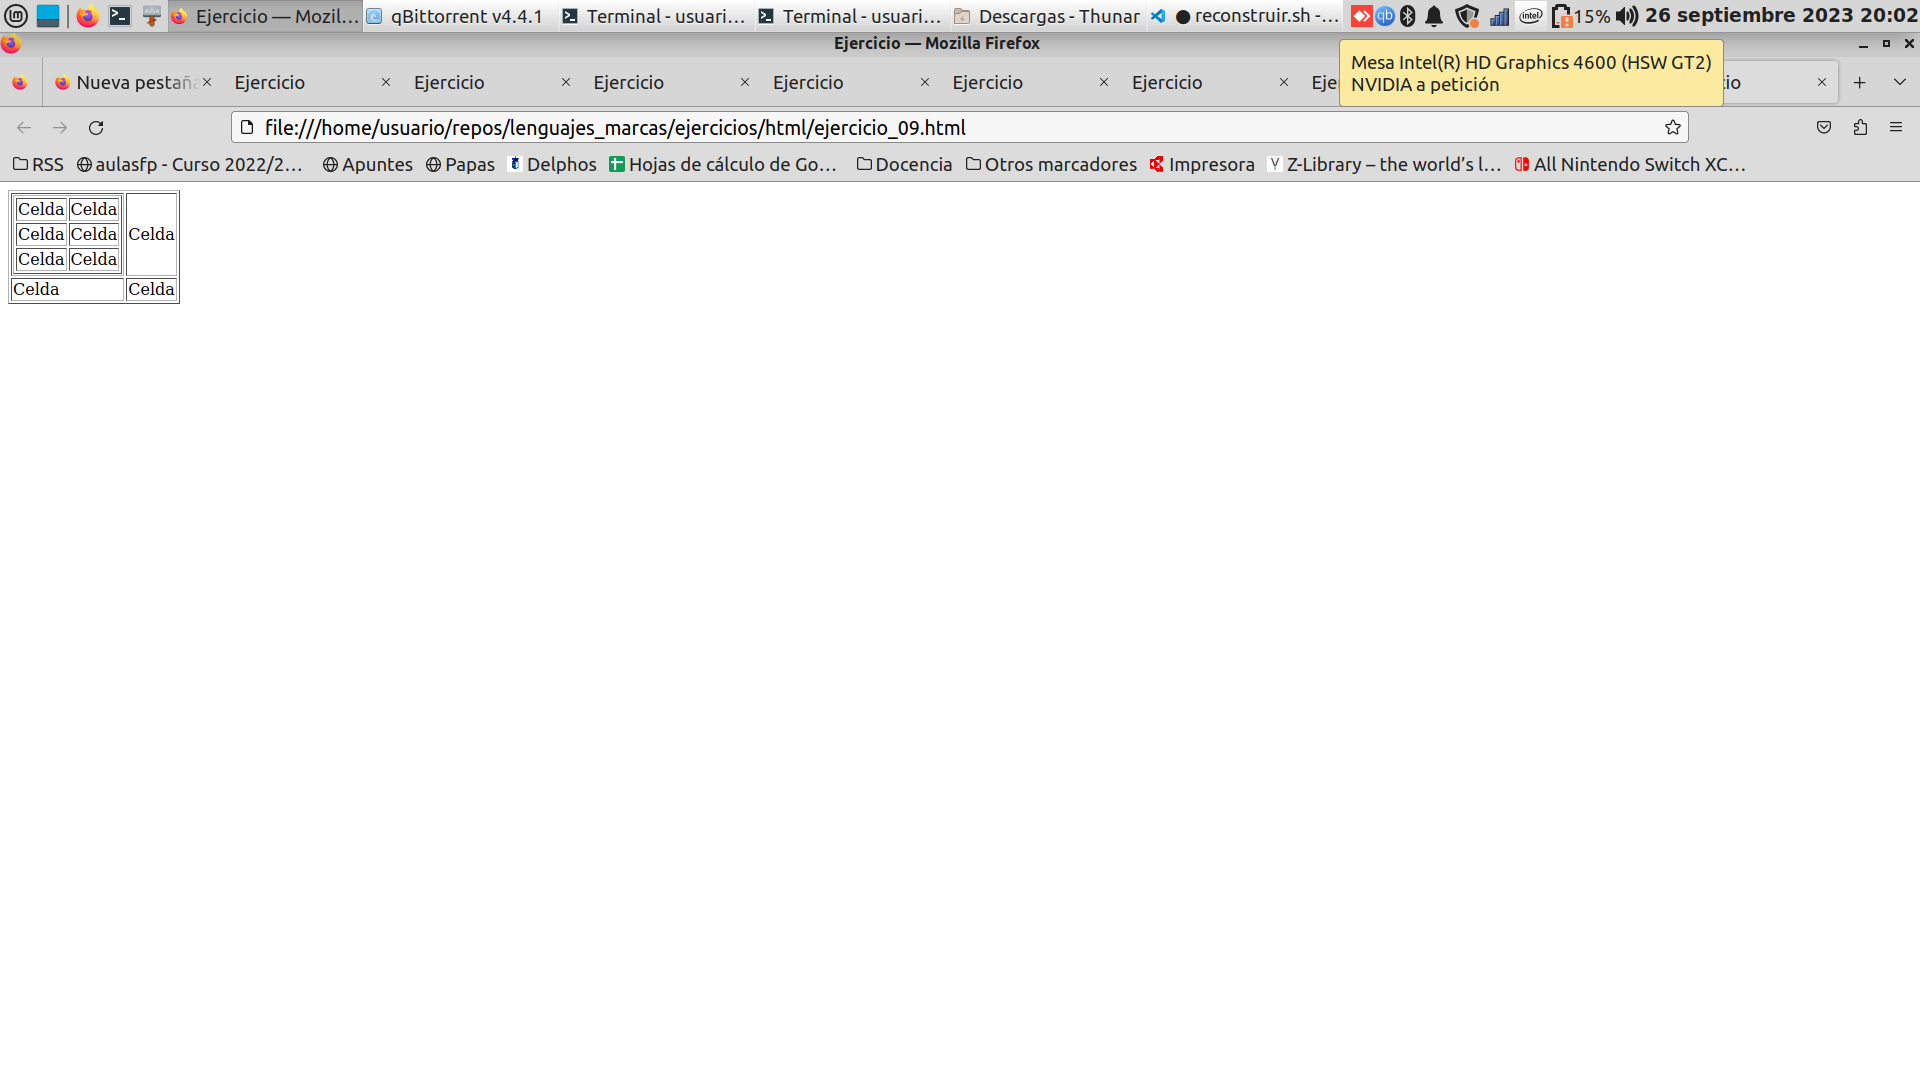 Ejercicio — Mozil... qBittorrent v4.4.1 Terminal - usuari... Terminal - usuari... Descargas - Thunar reconstruir.sh -... qb intel 15% 26 septiembre 2023 20:02
Ejercicio — Mozilla Firefox
Mesa Intel(R) HD Graphics 4600 (HSW GT2)
NVIDIA a petición
Nueva pestaña Ejercicio Ejercicio Ejercicio Ejercicio Ejercicio Ejercicio Eje cio
file:///home/usuario/repos/lenguajes_marcas/ejercicios/html/ejercicio_09.html
RSS aulasfp - Curso 2022/2... Apuntes Papas Delphos Hojas de cálculo de Go... Docencia Otros marcadores Impresora Z-Library – the world’s l... All Nintendo Switch XC...
Celda Celda
Celda Celda Celda
Celda Celda
Celda Celda